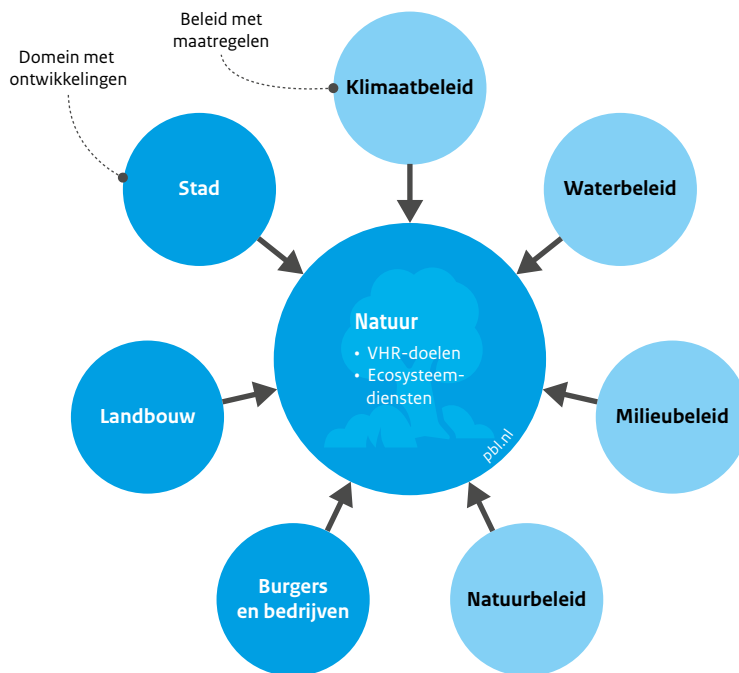 Beleid met
maatregelen
Domein met
ontwikkelingen
Klimaatbeleid
Stad
Waterbeleid
Natuur
• VHR-doelen
• Ecosysteem-
diensten
Landbouw
Milieubeleid
pbl.nl
Burgers
en bedrijven
Natuurbeleid